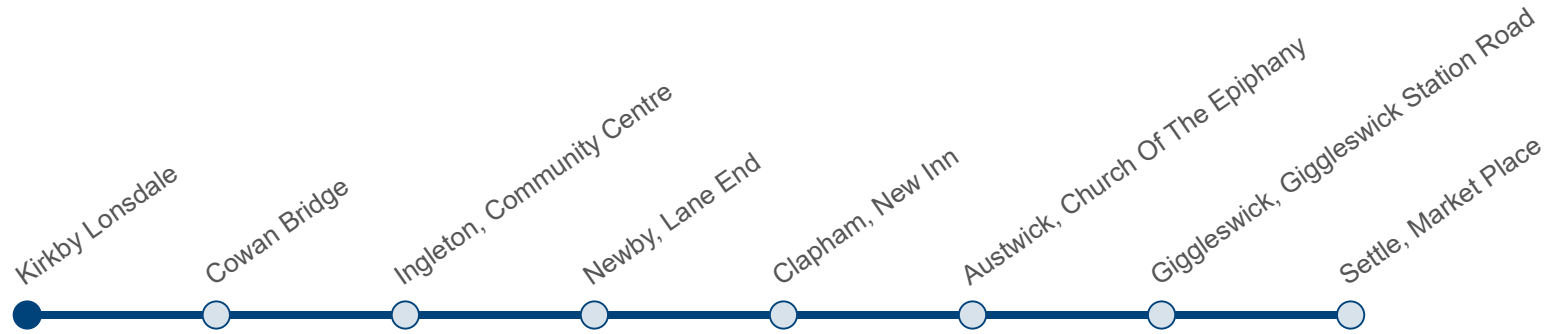 Kirkby Lonsdale
Cowan Bridge
Ingleton, Community Centre
Newby, Lane End
Clapham, New Inn
Austwick, Church Of The Epiphany
Giggleswick, Giggleswick Station Road
Settle, Market Place